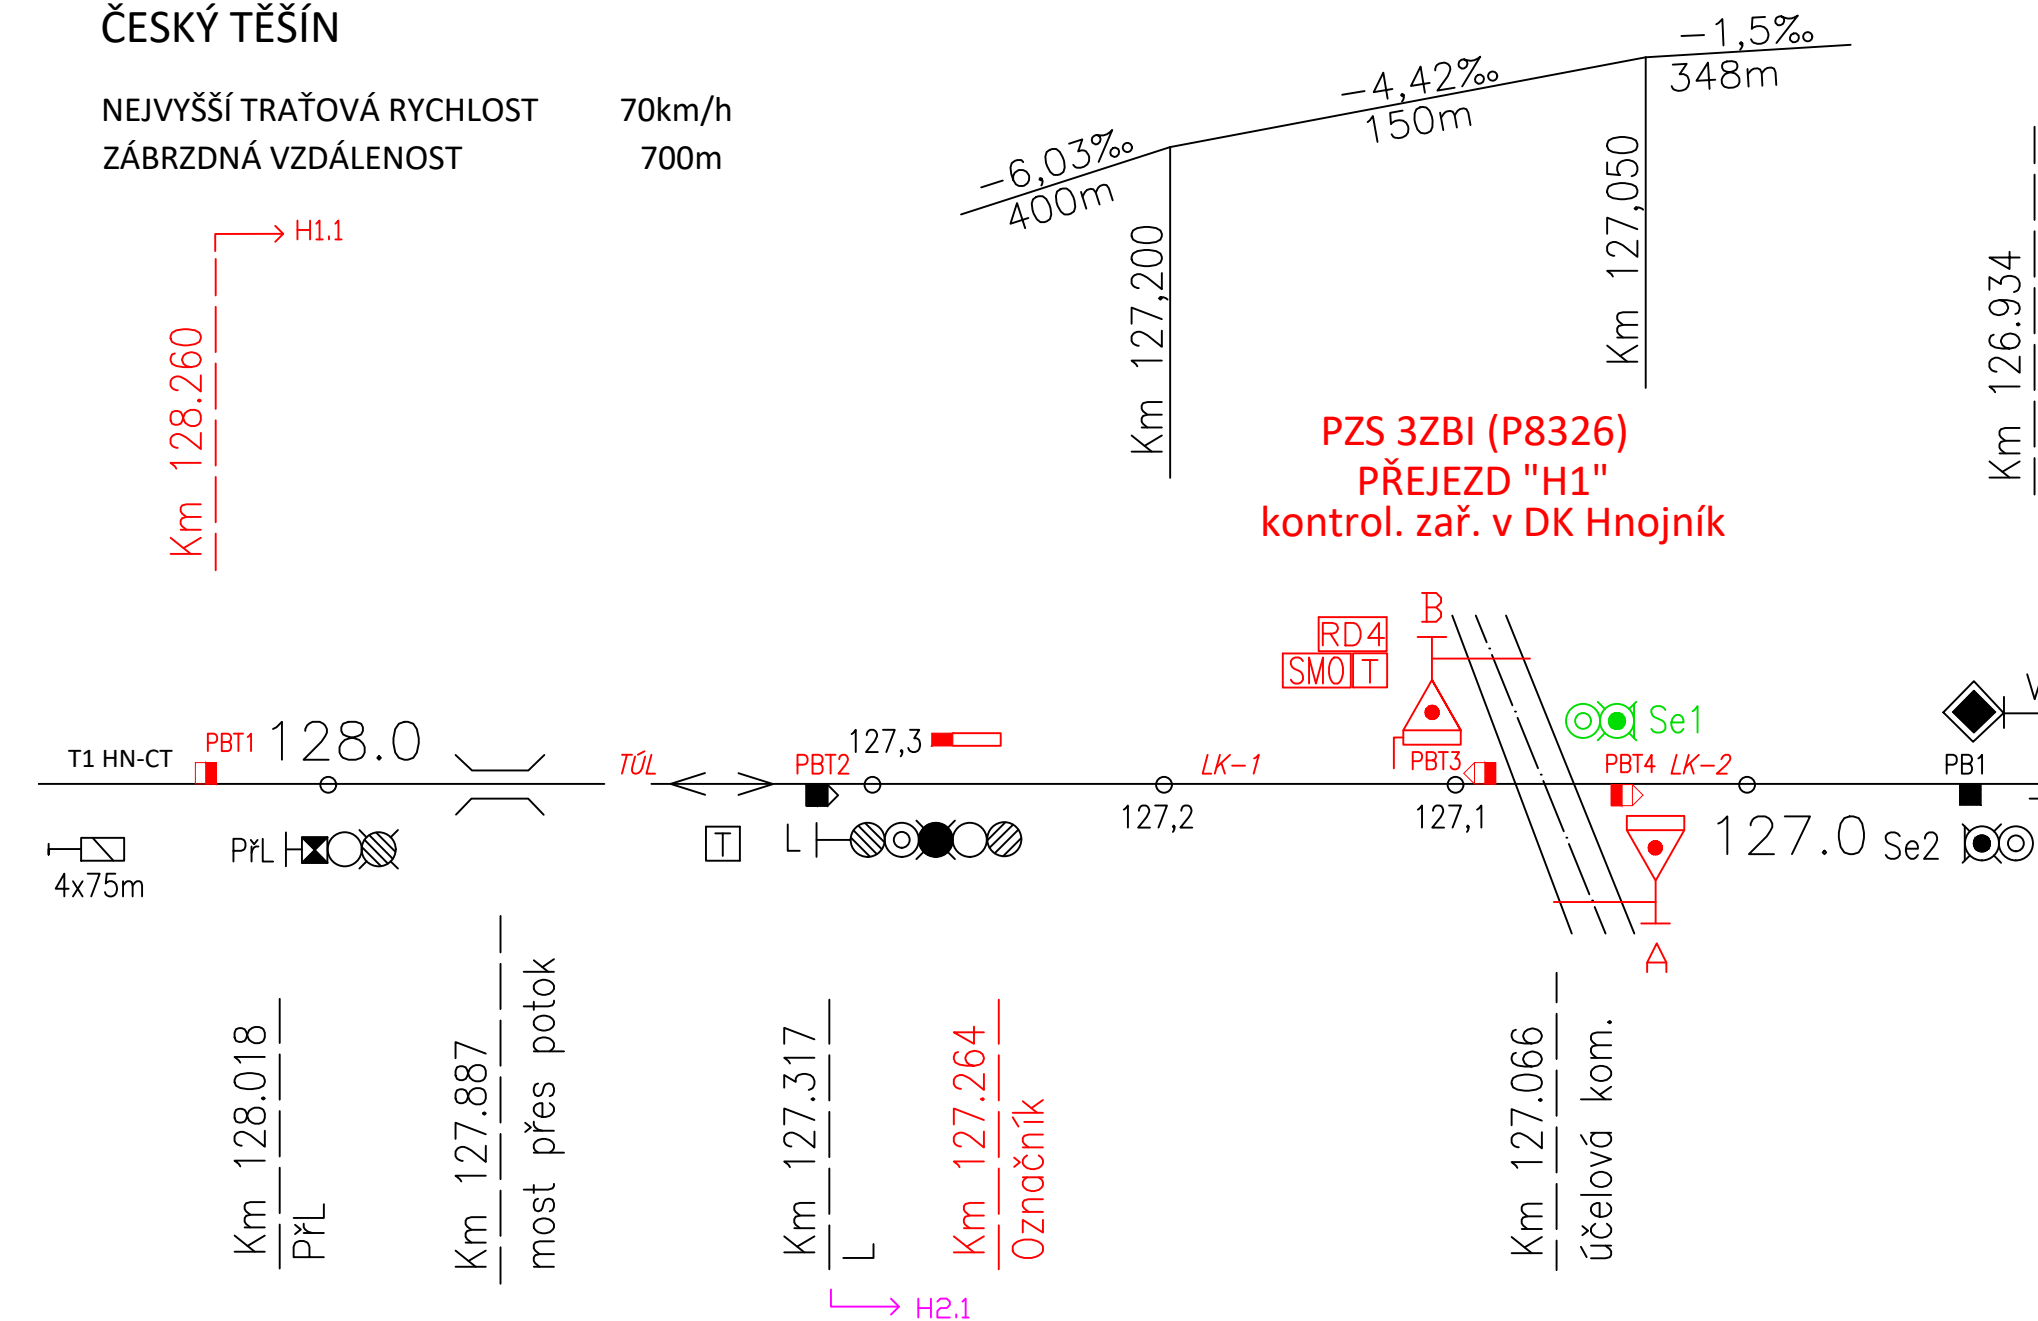 ČESKÝ TĚŠÍN
NEJVYŠŠÍ TRAŤOVÁ RYCHLOST 70km/h
ZÁBRZDNÁ VZDÁLENOST 700m
-6,03‰
400m
-4,42‰
150m
-1,5‰
348m
H1.1
Km 128.260
Km 127,200
Km 127,050
Km 126.934
PZS 3ZBI (P8326)
PŘEJEZD "H1"
kontrol. zař. v DK Hnojník
B
RD4
SMO T
Se1
T1 HN-CT
PBT1
128.0
TÚL
PBT2
127,3
LK-1
PBT3
PBT4
LK-2
PB1
V
127,2
127,1
127.0
Se2
4x75m
PřL
T
L
A
Km 128.018
PřL
Km 127.887
most přes potok
Km 127.317
L
Km 127.264
Označník
Km 127.066
účelová kom.
H2.1